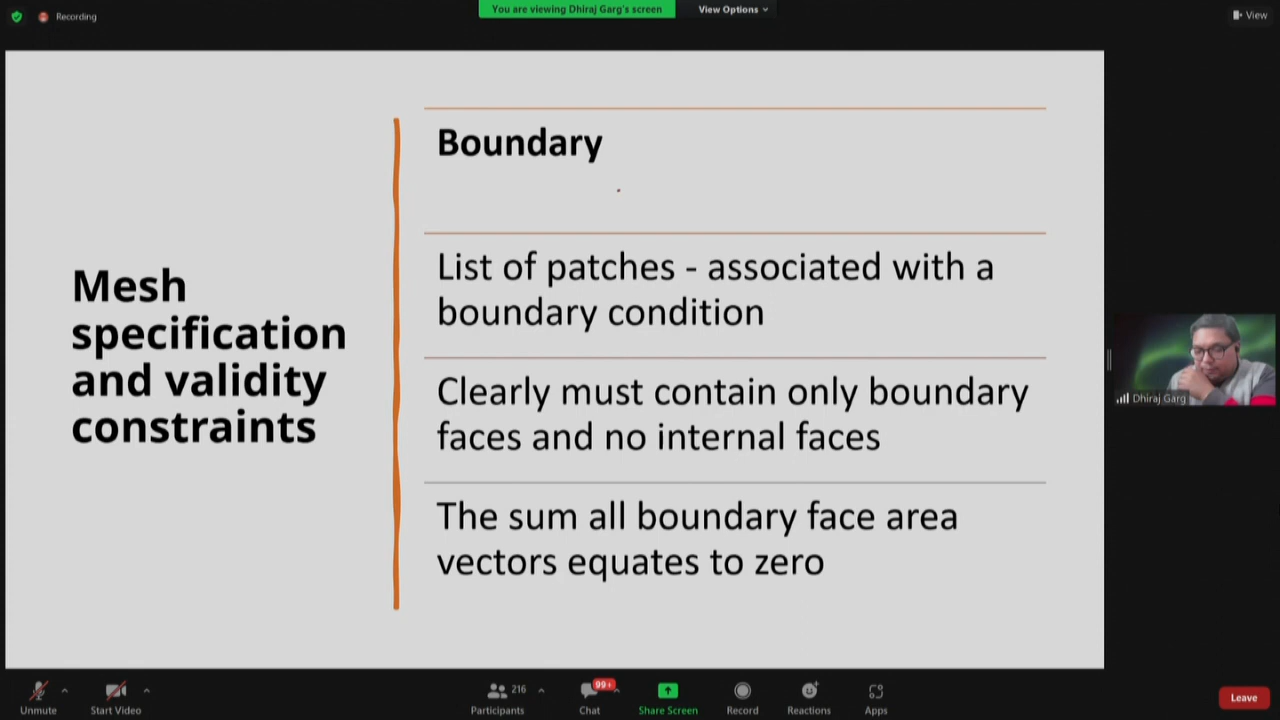 Recording
You are viewing Dhiraj Garg's screen
View Options
View
Mesh
specification
and validity
constraints
Boundary
List of patches - associated with a
boundary condition
Clearly must contain only boundary
faces and no internal faces
The sum all boundary face area
vectors equates to zero
Dhiraj Garg
Unmute
Start Video
216
Participants
99+
Chat
Share Screen
Record
Reactions
Apps
Leave